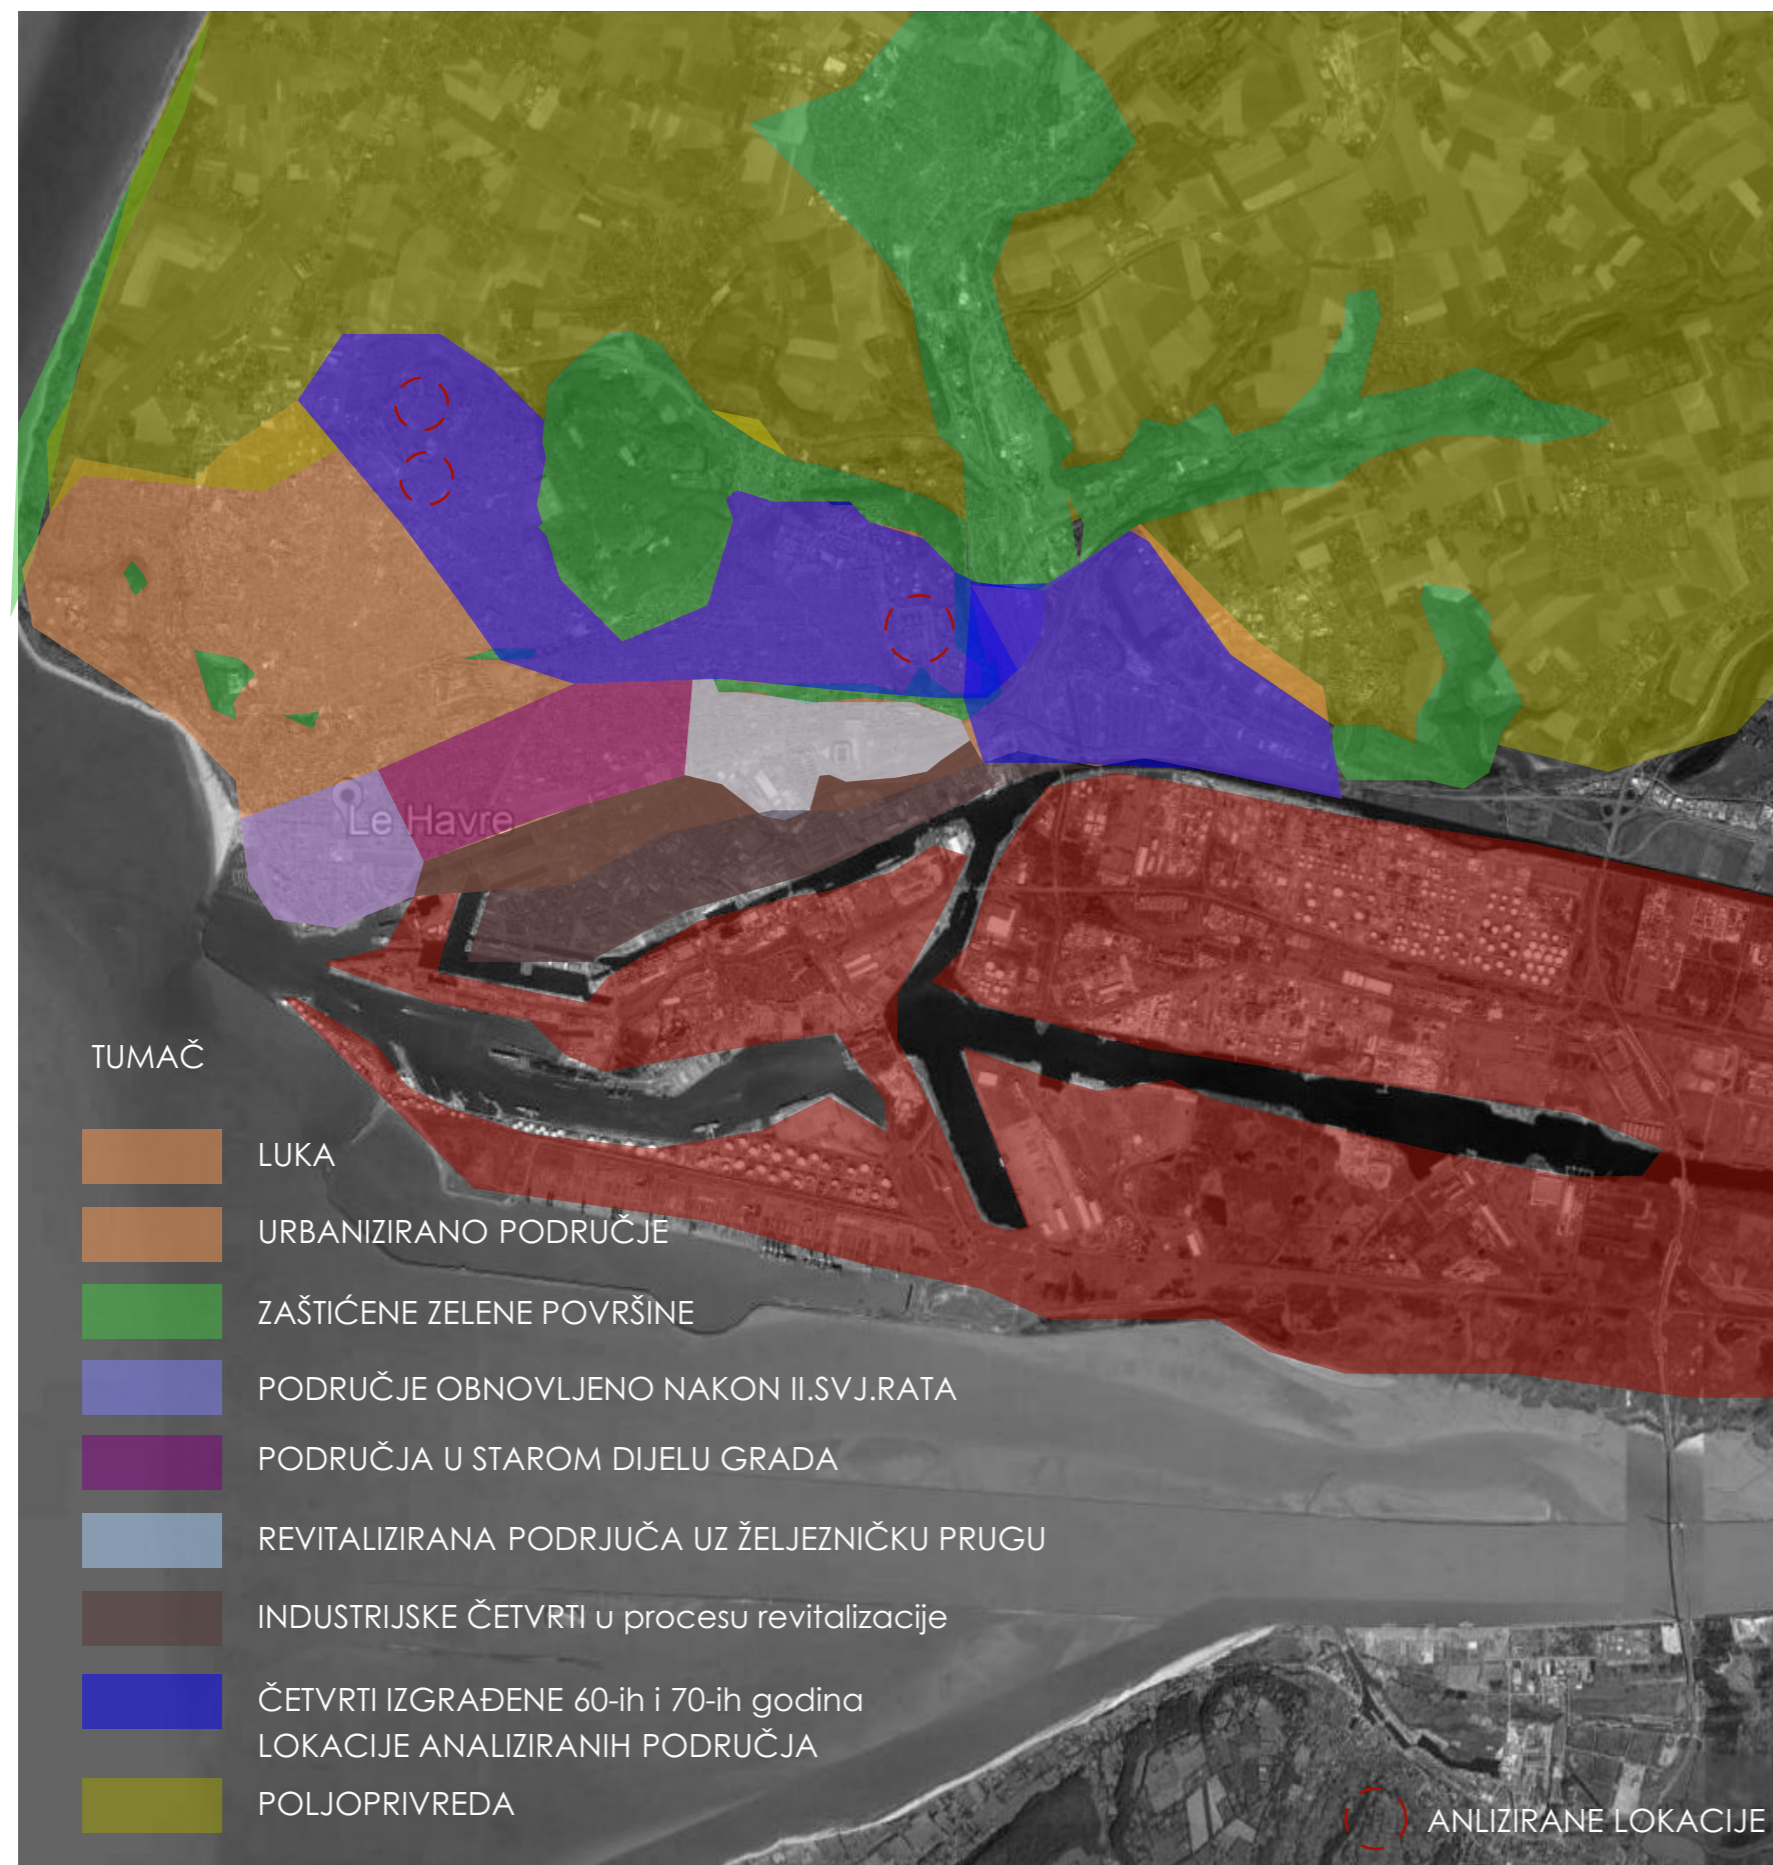 Le Havre
TUMAČ
LUKA
URBANIZIRANO PODRUČJE
ZAŠTIĆENE ZELENE POVRŠINE
PODRUČJE OBNOVLJENO NAKON II.SVJ.RATA
PODRUČJA U STAROM DIJELU GRADA
REVITALIZIRANA PODRJUČA UZ ŽELJEZNIČKU PRUGU
INDUSTRIJSKE ČETVRTI u procesu revitalizacije
ČETVRTI IZGRAĐENE 60-ih i 70-ih godina
LOKACIJE ANALIZIRANIH PODRUČJA
POLJOPRIVREDA
ANLIZIRANE LOKACIJE